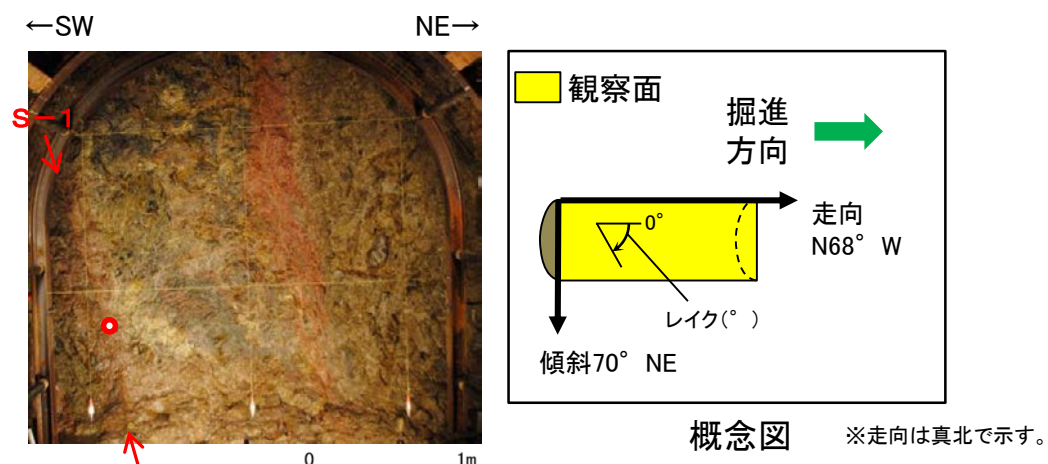 ←SW
NE→
S-1
0
1m
観察面
掘進
方向
0°
走向
N68° W
レイク(° )
傾斜70° NE
概念図
※走向は真北で示す。